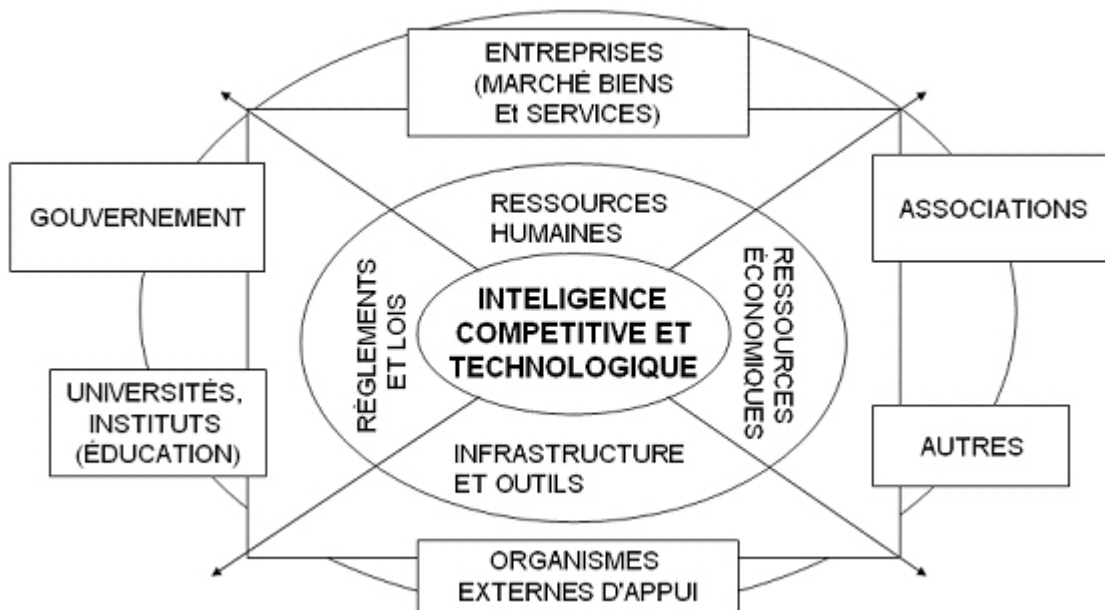 ENTREPRISES
(MARCHÉ BIENS
Et SERVICES)
GOUVERNEMENT
ASSOCIATIONS
RESSOURCES
HUMAINES
RÉGLEMENTS
ET LOIS
INTELIGENCE
COMPETITIVE ET
TECHNOLOGIQUE
RESSOURCES
ÉCONOMIQUES
UNIVERSITÉS,
INSTITUTS
(ÉDUCATION)
INFRASTRUCTURE
ET OUTILS
AUTRES
ORGANISMES
EXTERNES D'APPUI